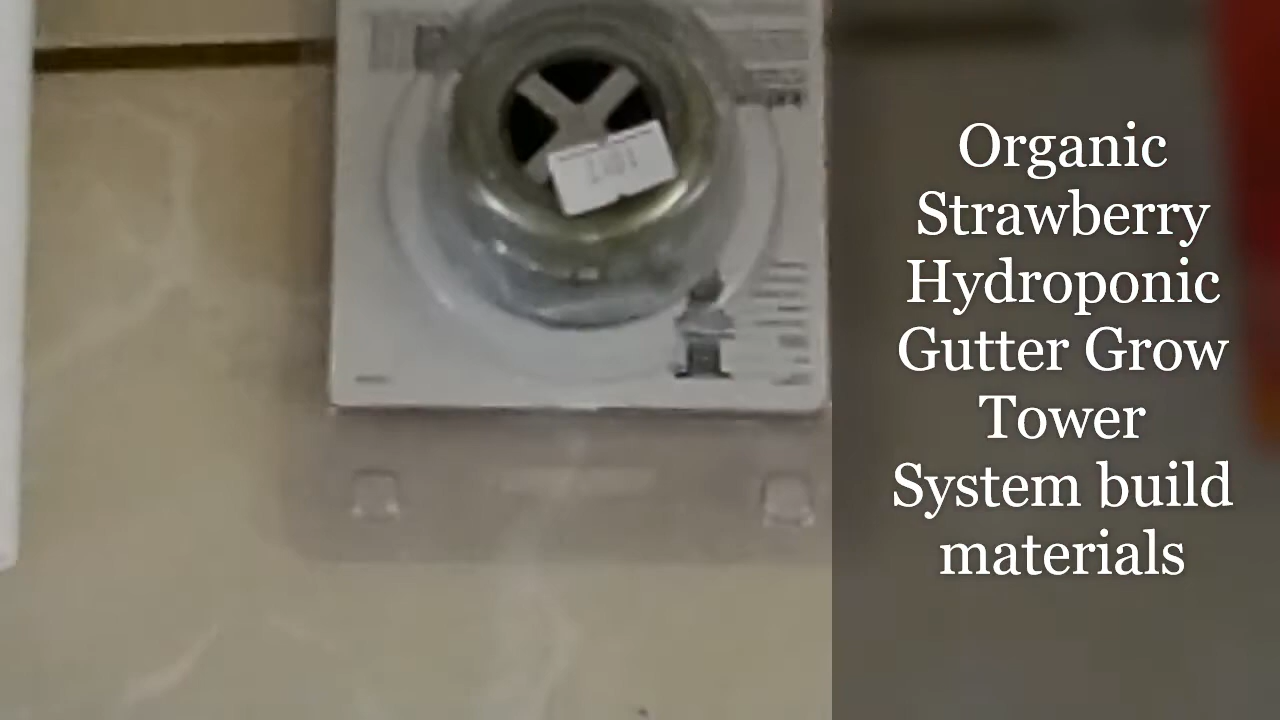 Organic
Strawberry
Hydroponic
Gutter Grow
Tower
System build
materials